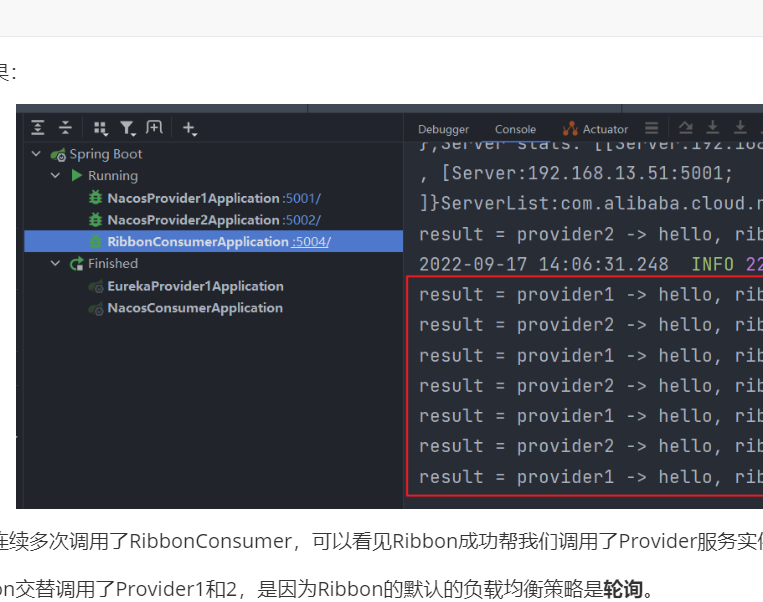 果：
Debugger Console Actuator
Spring Boot
Running
NacosProvider1Application :5001/
NacosProvider2Application :5002/
RibbonConsumerApplication :5004/
Finished
EurekaProvider1Application
NacosConsumerApplication
},Server stats: [[Server:192.168
, [Server:192.168.13.51:5001;
]}ServerList:com.alibaba.cloud.n
result = provider2 -> hello, rib
2022-09-17 14:06:31.248 INFO 22
result = provider1 -> hello, rib
result = provider2 -> hello, rib
result = provider1 -> hello, rib
result = provider2 -> hello, rib
result = provider1 -> hello, rib
result = provider2 -> hello, rib
result = provider1 -> hello, rib
连续多次调用了RibbonConsumer，可以看见Ribbon成功帮我们调用了Provider服务实
on交替调用了Provider1和2，是因为Ribbon的默认的负载均衡策略是轮询。